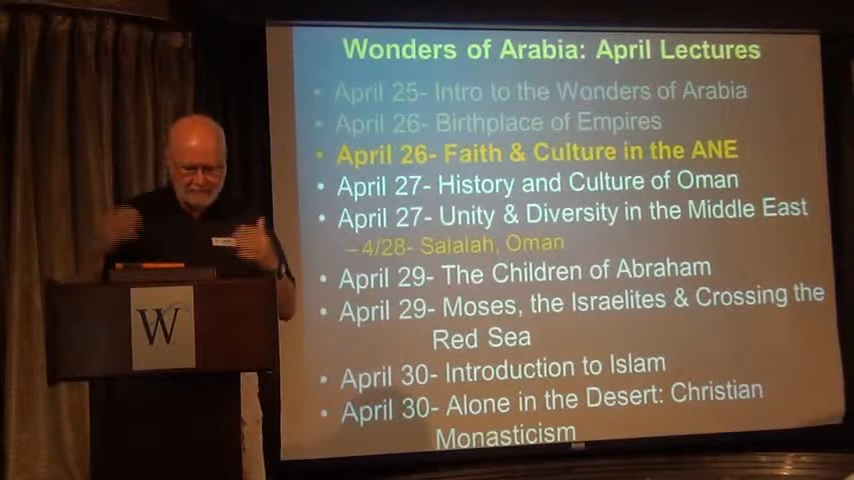 Wonders of Arabia: April Lectures
• April 25- Intro to the Wonders of Arabia
• April 26- Birthplace of Empires
• April 26- Faith & Culture in the ANE
• April 27- History and Culture of Oman
• April 27- Unity & Diversity in the Middle East
– 4/28- Salalah, Oman
• April 29- The Children of Abraham
• April 29- Moses, the Israelites & Crossing the
Red Sea
• April 30- Introduction to Islam
• April 30- Alone in the Desert: Christian
Monasticism
W